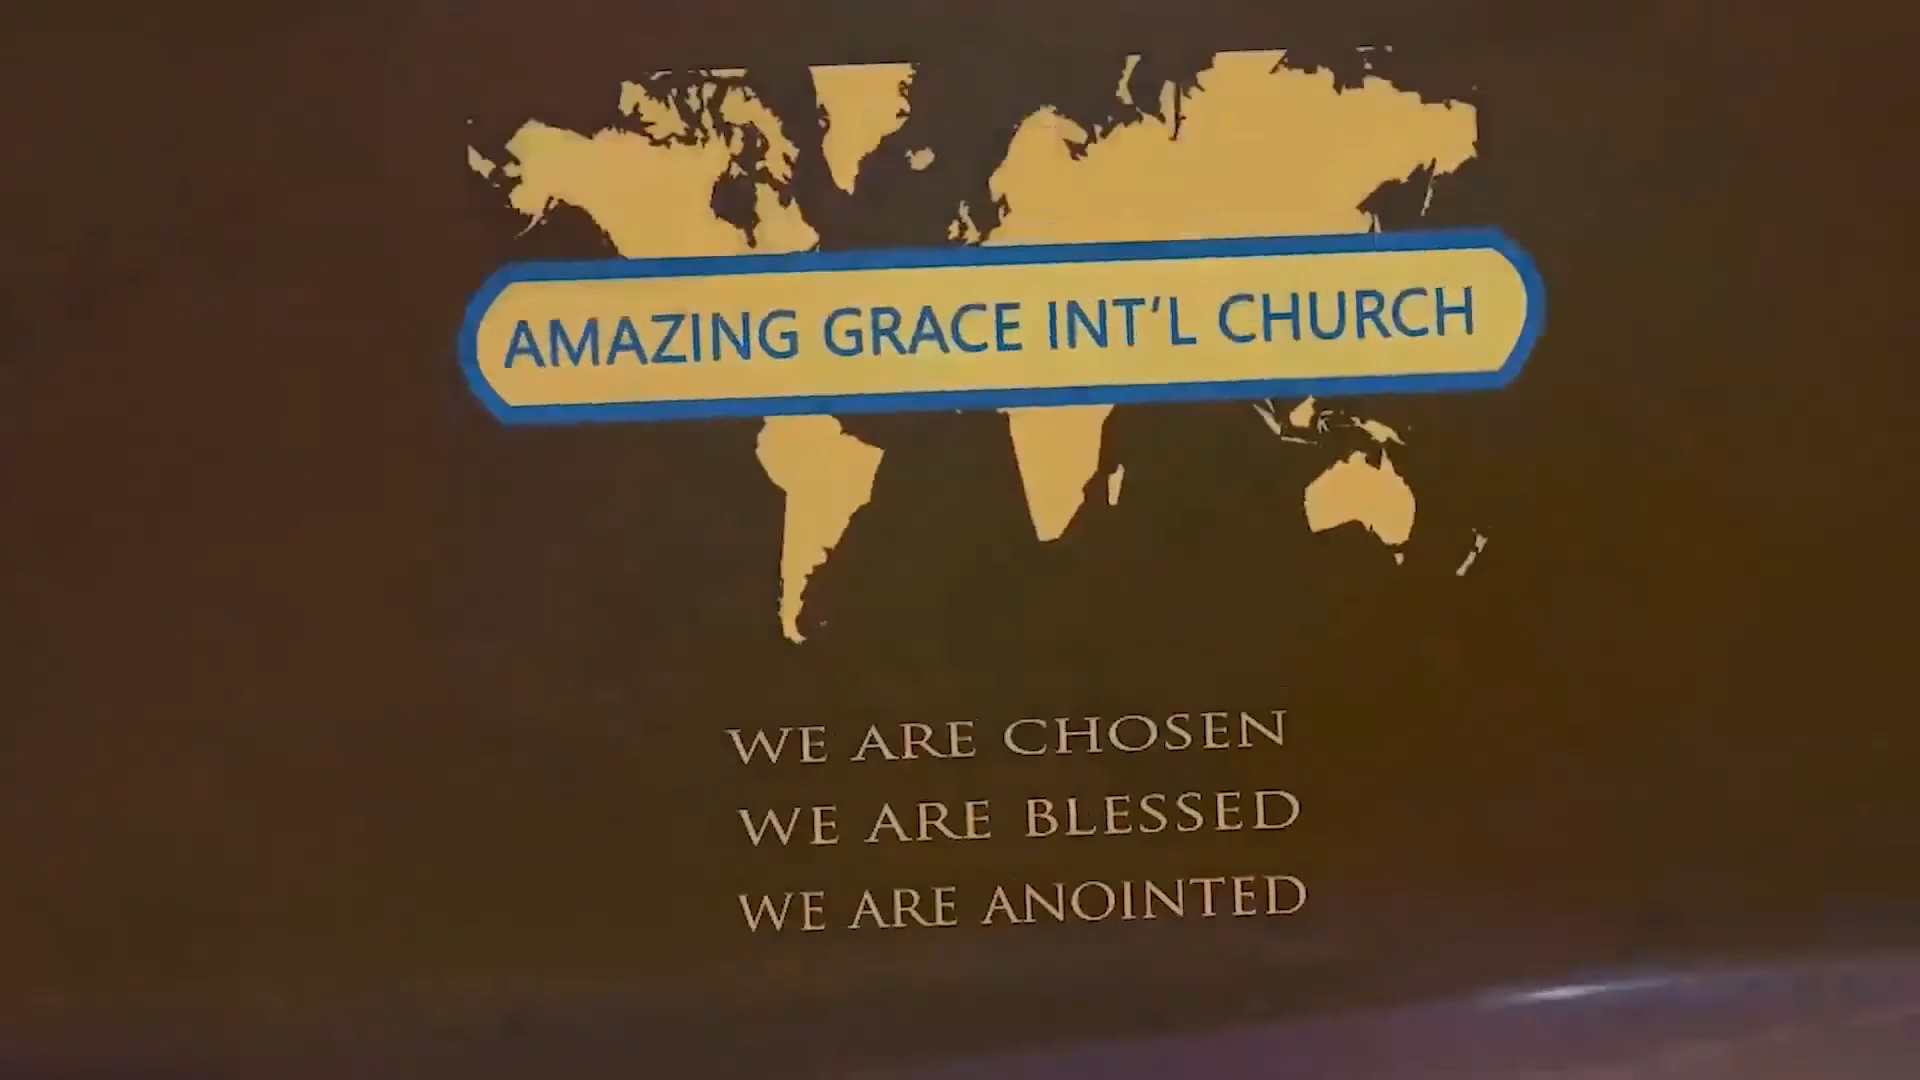 AMAZING GRACE INT'L CHURCH
WE ARE CHOSEN
WE ARE BLESSED
WE ARE ANOINTED